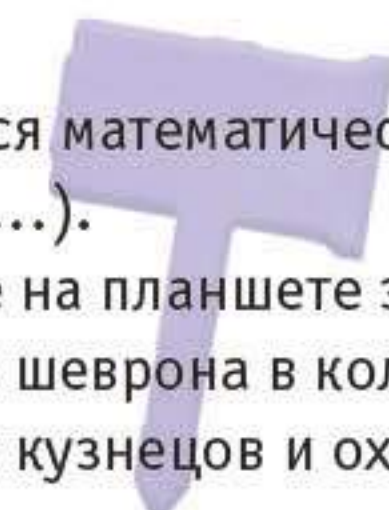 ся математичес
...).
е на планшете з
шеврона в кол
кузнецов и ох